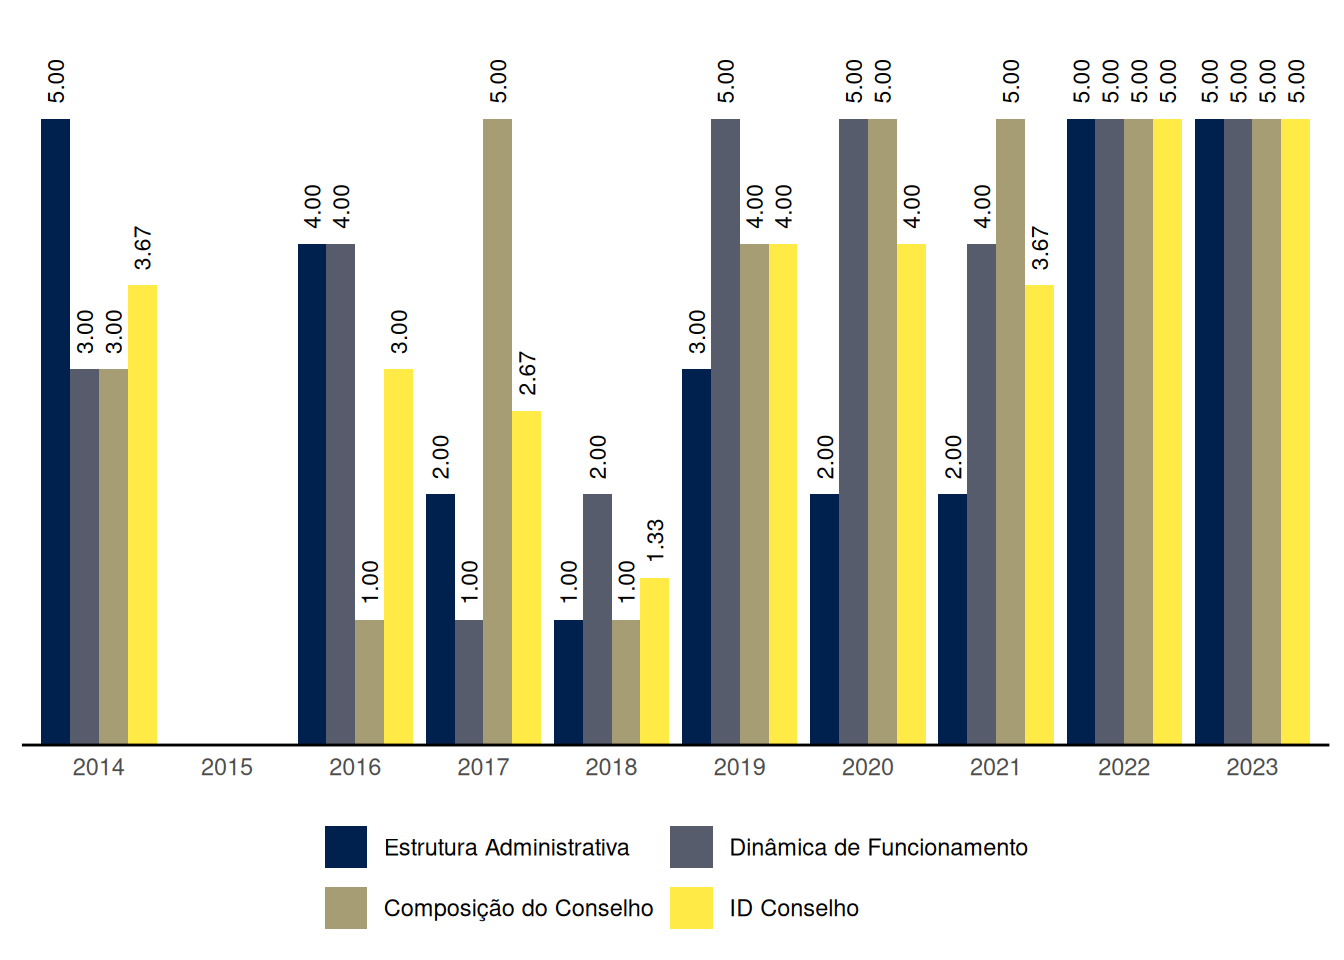 5.00 3.00 3.00 3.67
4.00 4.00 1.00 3.00
2.00 1.00 5.00 2.67
1.00 2.00 1.00 1.33
3.00 5.00 4.00 4.00
2.00 5.00 5.00 4.00
2.00 4.00 5.00 3.67
5.00 5.00 5.00 5.00
5.00 5.00 5.00 5.00
2014 2015 2016 2017 2018 2019 2020 2021 2022 2023
Estrutura Administrativa Dinâmica de Funcionamento
Composição do Conselho ID Conselho